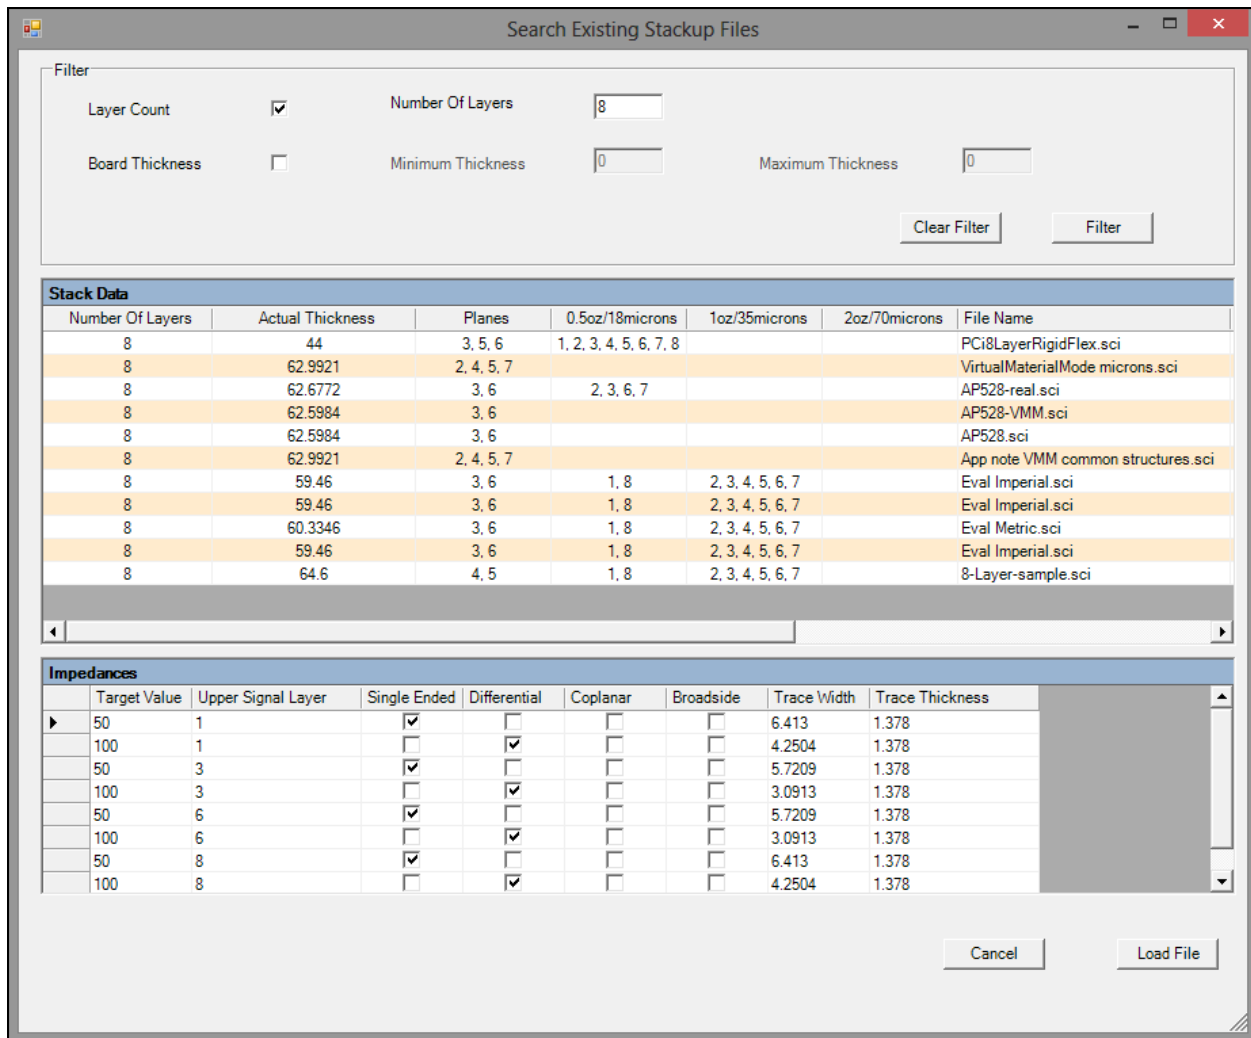 Search Existing Stackup Files
Filter
Layer Count Number Of Layers 8
Board Thickness Minimum Thickness 0 Maximum Thickness 0
Clear Filter Filter
Stack Data
Number Of Layers Actual Thickness Planes 0.5oz/18microns 1oz/35microns 2oz/70microns File Name
8 44 3, 5, 6 1, 2, 3, 4, 5, 6, 7, 8 PCi8LayerRigidFlex.sci
8 62.9921 2, 4, 5, 7 VirtualMaterialMode microns.sci
8 62.6772 3, 6 2, 3, 6, 7 AP528-real.sci
8 62.5984 3, 6 AP528-VMM.sci
8 62.5984 3, 6 AP528.sci
8 62.9921 2, 4, 5, 7 App note VMM common structures.sci
8 59.46 3, 6 1, 8 2, 3, 4, 5, 6, 7 Eval Imperial.sci
8 59.46 3, 6 1, 8 2, 3, 4, 5, 6, 7 Eval Imperial.sci
8 60.3346 3, 6 1, 8 2, 3, 4, 5, 6, 7 Eval Metric.sci
8 59.46 3, 6 1, 8 2, 3, 4, 5, 6, 7 Eval Imperial.sci
8 64.6 4, 5 1, 8 2, 3, 4, 5, 6, 7 8-Layer-sample.sci
Impedances
Target Value Upper Signal Layer Single Ended Differential Coplanar Broadside Trace Width Trace Thickness
50 1 6.413 1.378
100 1 4.2504 1.378
50 3 5.7209 1.378
100 3 3.0913 1.378
50 6 5.7209 1.378
100 6 3.0913 1.378
50 8 6.413 1.378
100 8 4.2504 1.378
Cancel Load File